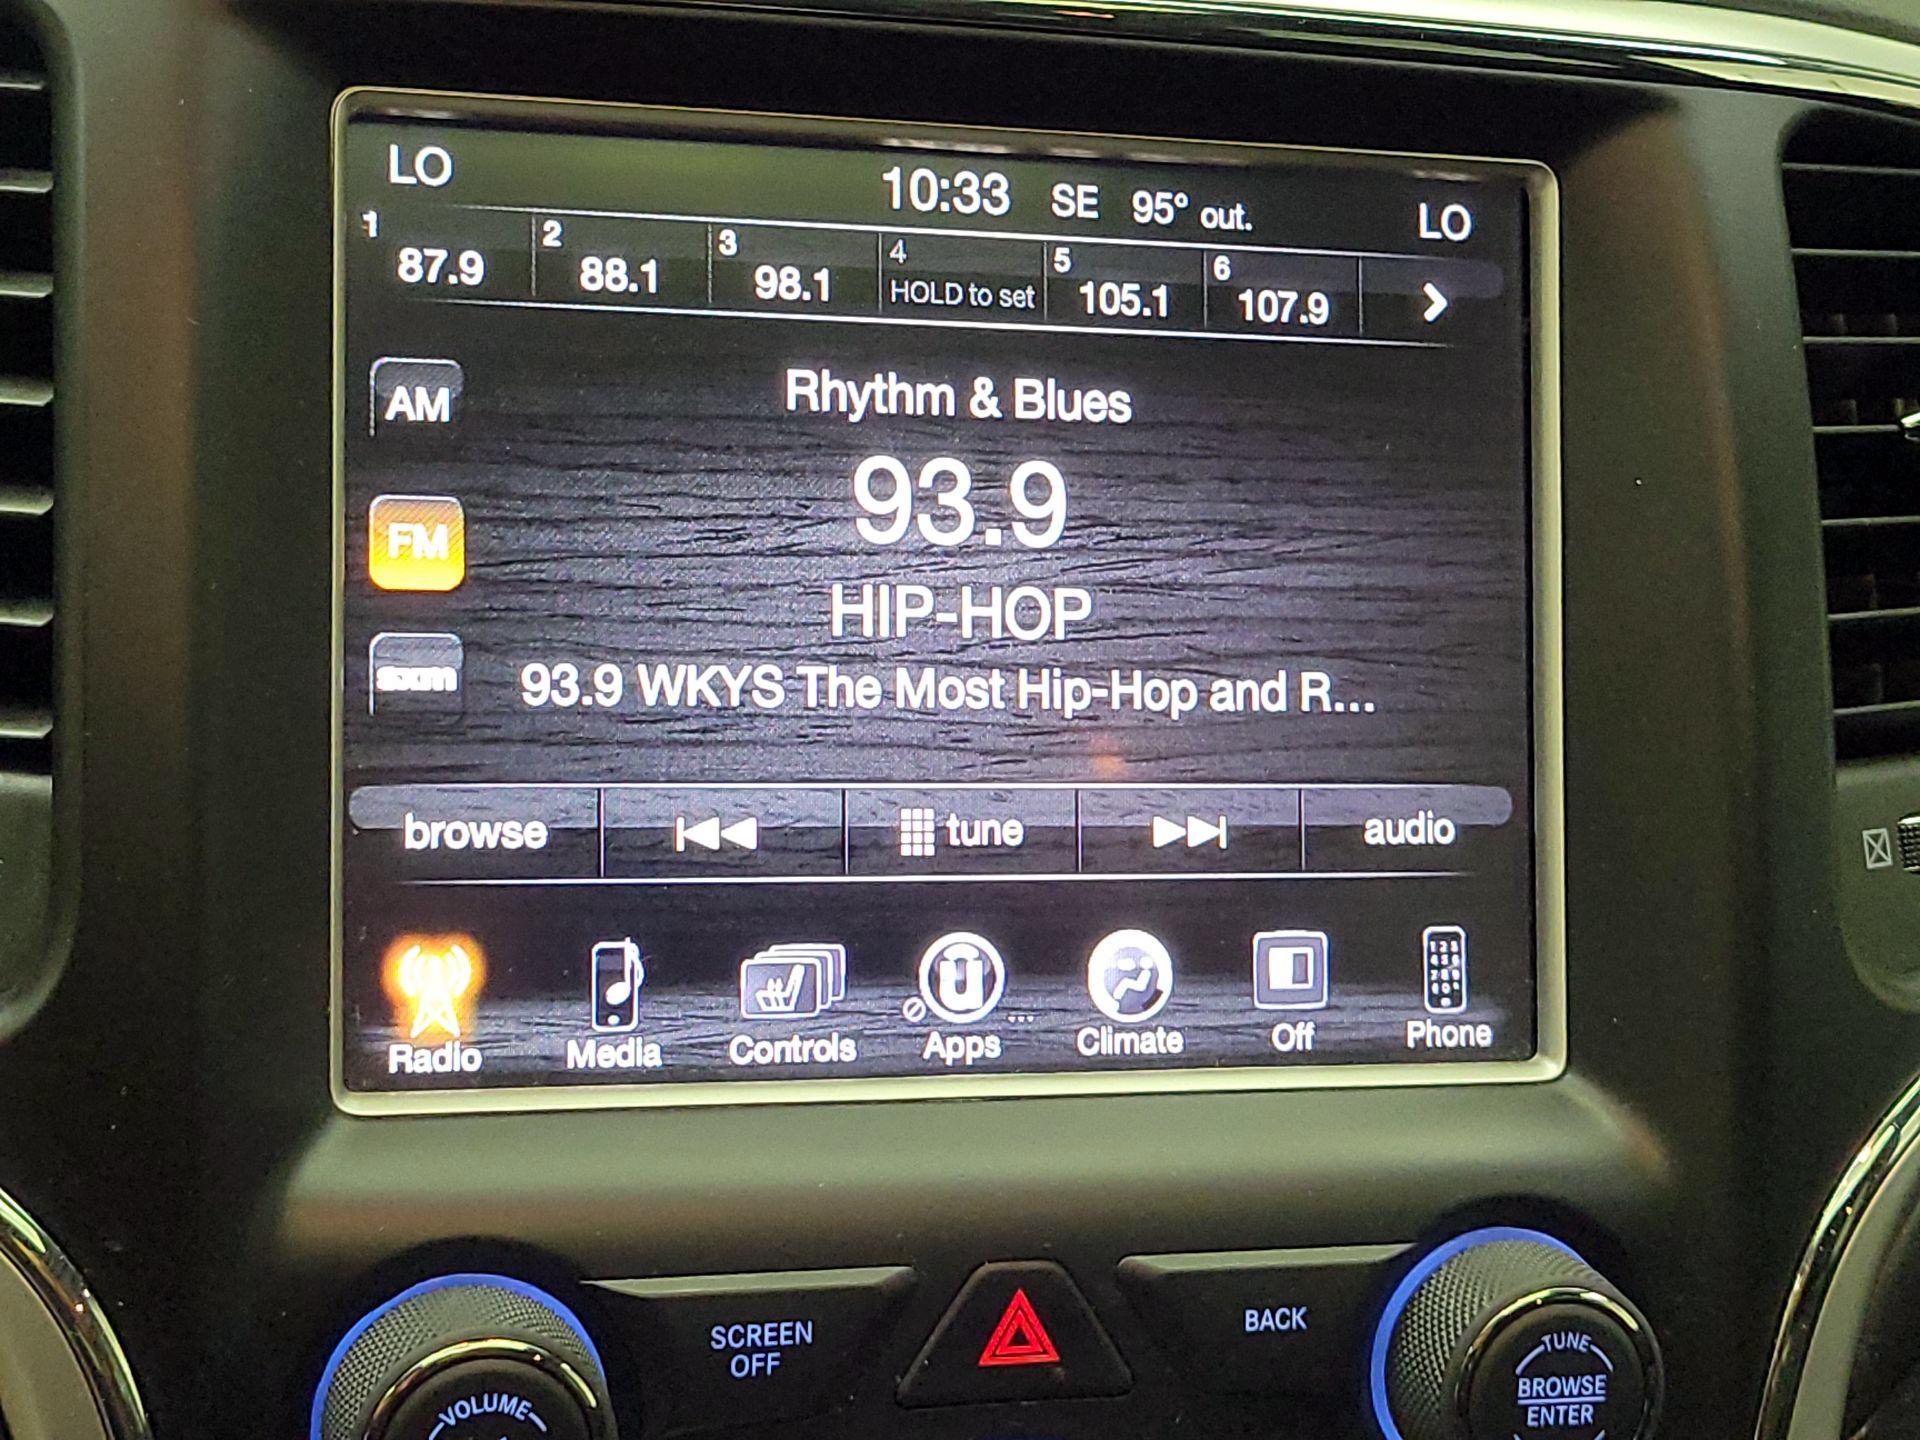 LO 10:33 SE 95° out. LO
1 87.9 2 88.1 3 98.1 4 HOLD to set 5 105.1 6 107.9
AM
Rhythm & Blues
93.9
FM
HIP-HOP
sxm
93.9 WKYS The Most Hip-Hop and R...
browse tune audio
Radio Media Controls Apps Climate Off Phone
SCREEN
OFF
BACK
VOLUME
TUNE
BROWSE
ENTER